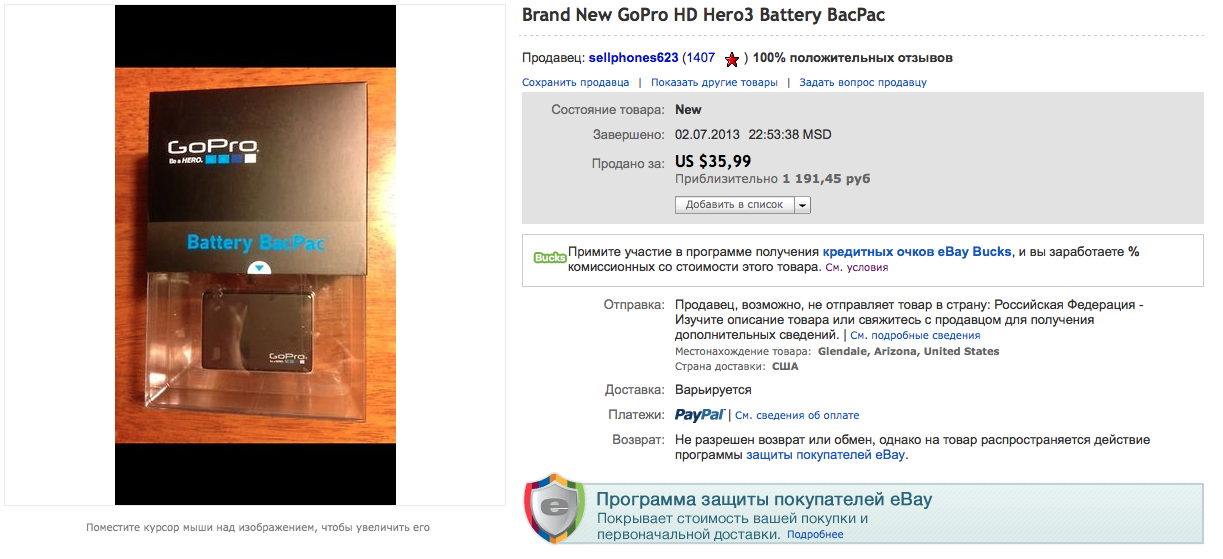 Brand New GoPro HD Hero3 Battery BacPac
Продавец: sellphones623 (1407 ) 100% положительных отзывов
Сохранить продавца | Показать другие товары | Задать вопрос продавцу
Состояние товара: New
Завершено: 02.07.2013 22:53:38 MSD
Продано за: US $35,99
Приблизительно 1 191,45 руб
Добавить в список
Bucks Примите участие в программе получения кредитных очков eBay Bucks, и вы заработаете %
комиссионных со стоимости этого товара. См. условия
Отправка: Продавец, возможно, не отправляет товар в страну: Российская Федерация -
Изучите описание товара или свяжитесь с продавцом для получения
дополнительных сведений. | См. подробные сведения
Местонахождение товара: Glendale, Arizona, United States
Страна доставки: США
Доставка: Варьируется
Платежи: PayPal | См. сведения об оплате
Возврат: Не разрешен возврат или обмен, однако на товар распространяется действие
программы защиты покупателей eBay.
e Программа защиты покупателей eBay
Покрывает стоимость вашей покупки и
первоначальной доставки. Подробнее
GoPro
Be a HERO.
Battery BacPac
GoPro
Поместите курсор мыши над изображением, чтобы увеличить его